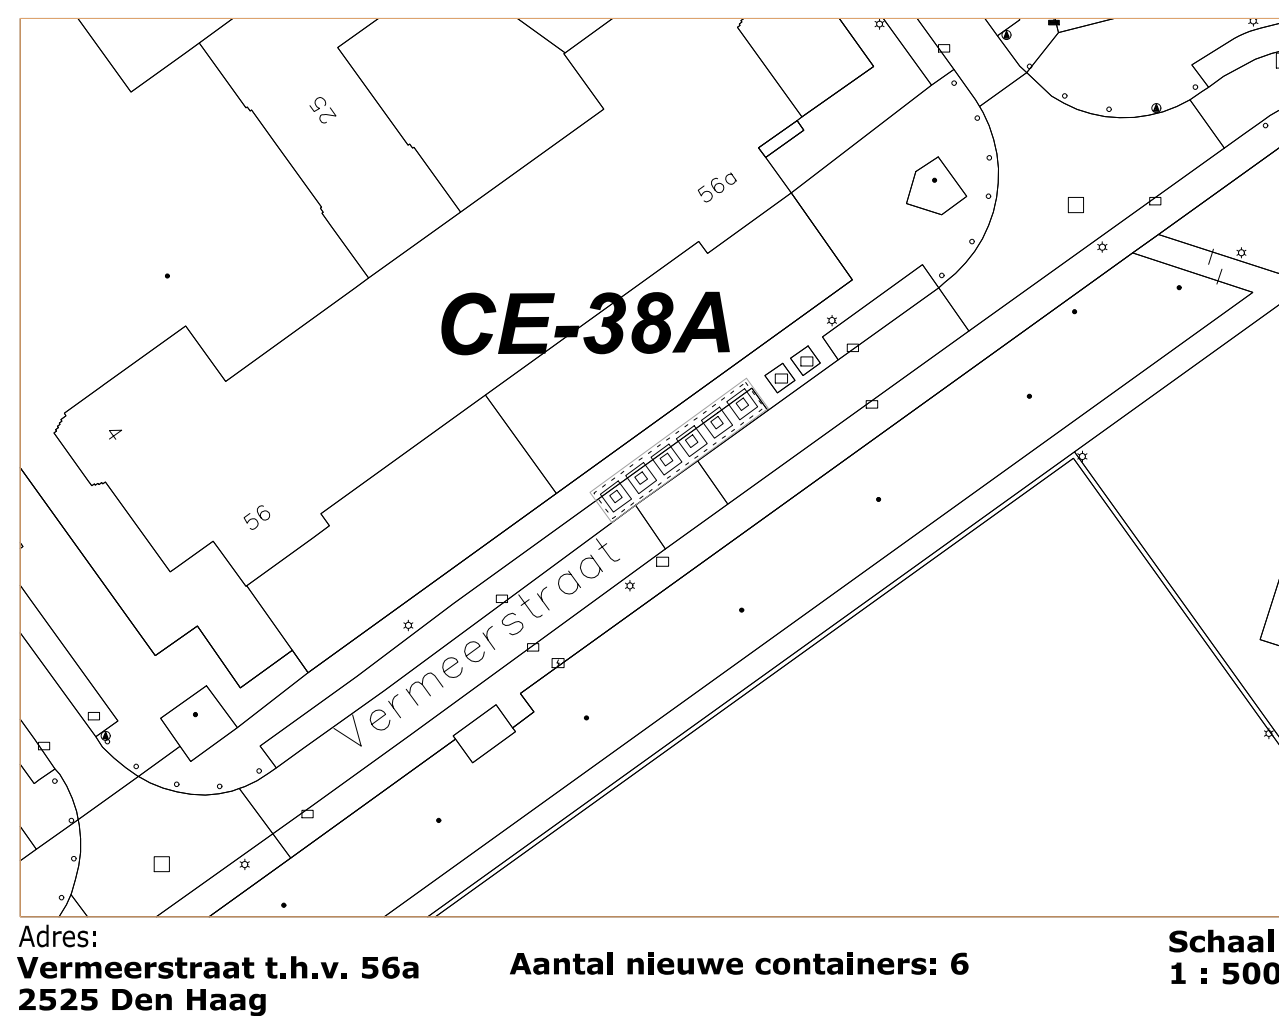 25
56a
CE-38A
4
56
Vermeerstraat
Adres:
Vermeerstraat t.h.v. 56a
2525 Den Haag
Aantal nieuwe containers: 6
Schaal
1 : 500